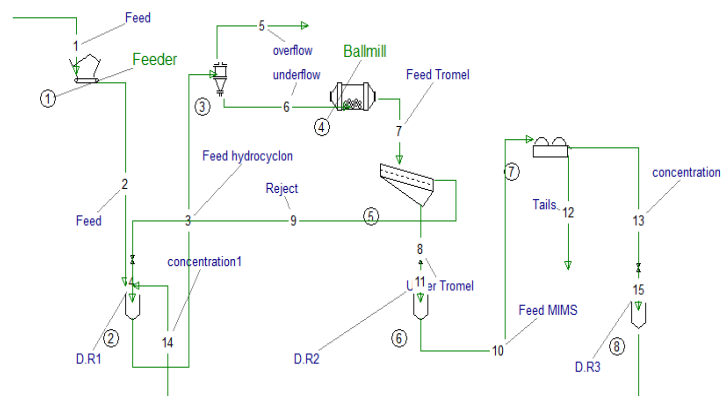 Feed
5
Ballmill
overflow
1
Feeder
underflow
Feed Tromel
1
3
6
4
7
7
Feed hydrocyclon
concentration
2
Reject
Tails
12
Feed
3
9
5
13
8
concentration1
4
11
Tromel
15
Feed MIMS
2
14
6
10
8
D.R1
D.R2
D.R3